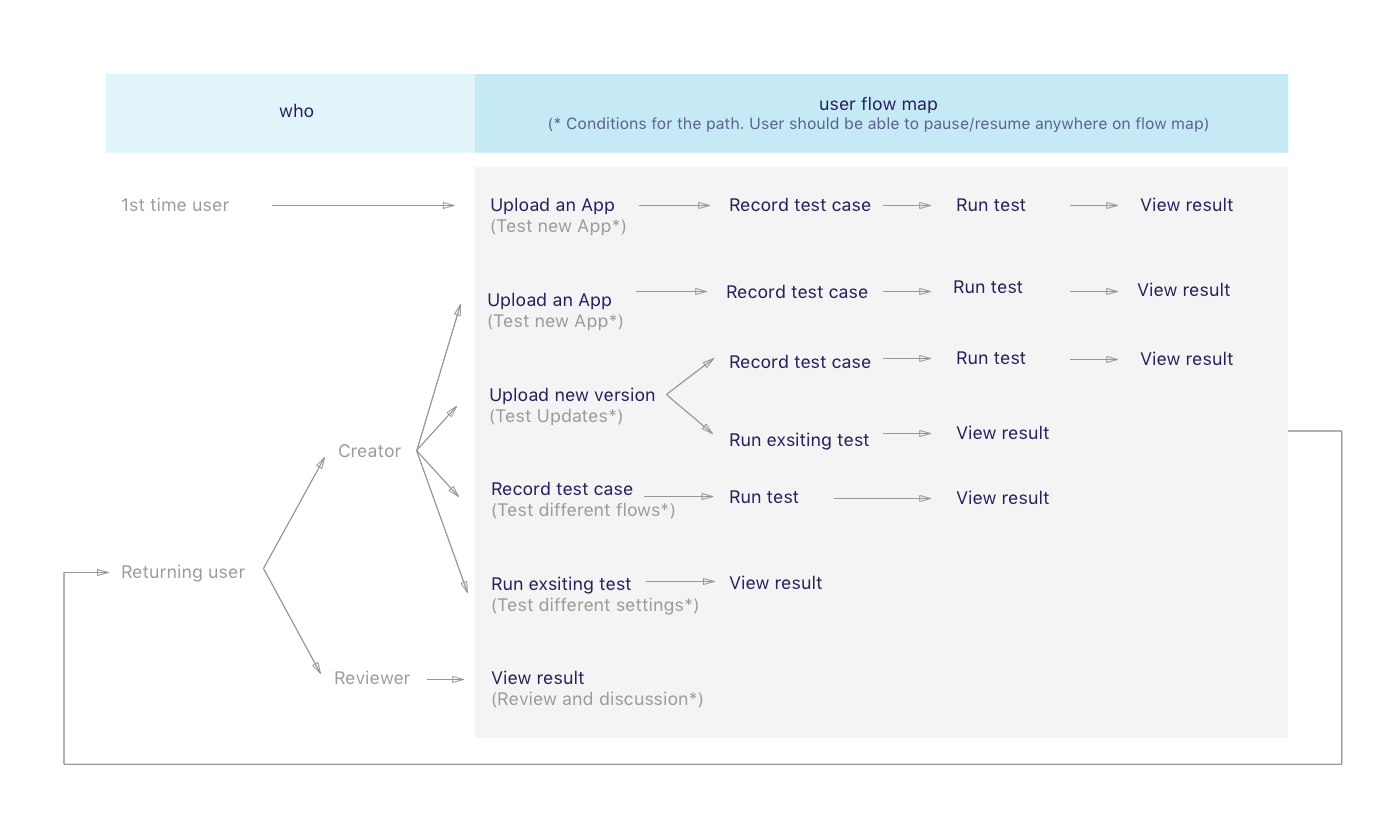 who
user flow map
(* Conditions for the path. User should be able to pause/resume anywhere on flow map)
1st time user
Upload an App
(Test new App*)
Record test case
Run test
View result
Upload an App
(Test new App*)
Record test case
Run test
View result
Upload new version
(Test Updates*)
Record test case
Run test
View result
Run exsiting test
View result
Creator
Record test case
(Test different flows*)
Run test
View result
Returning user
Run exsiting test
(Test different settings*)
View result
Reviewer
View result
(Review and discussion*)